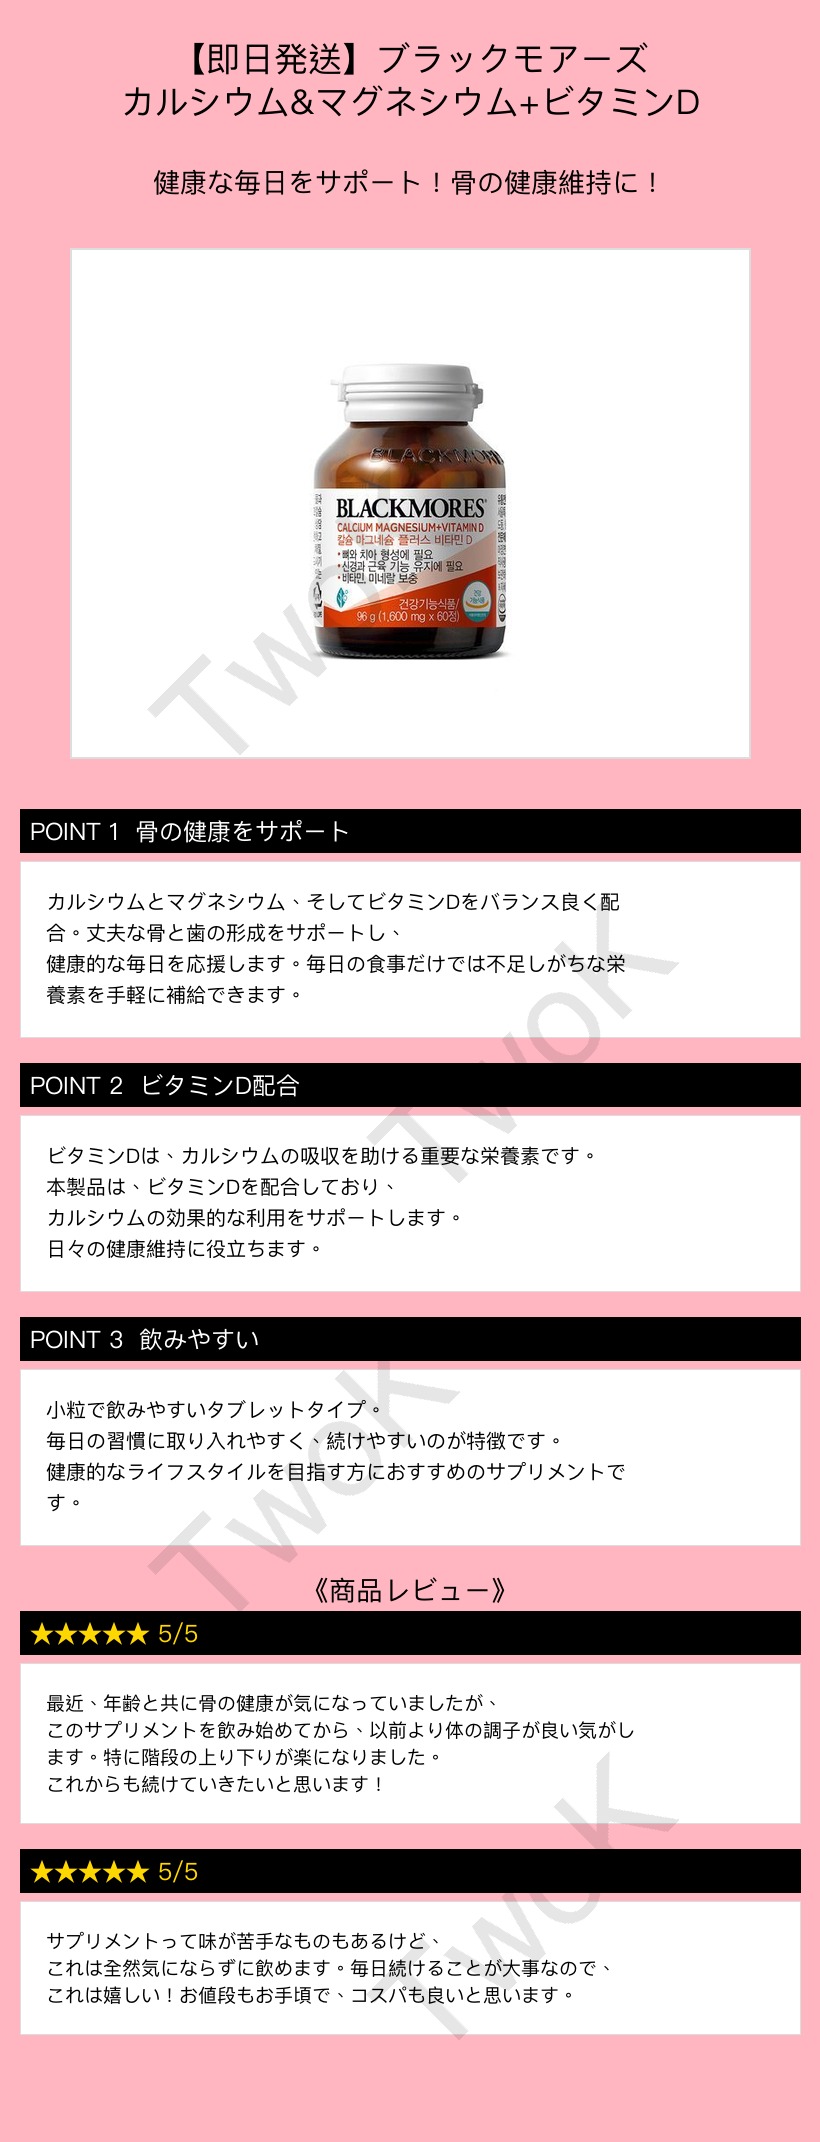 【即日発送】ブラックモアーズ
カルシウム&マグネシウム+ビタミンD
健康な毎日をサポート！骨の健康維持に！
BLACKMORES
CALCIUM MAGNESIUM+VITAMIN D
칼슘 마그네슘 플러스 비타민 D
•뼈와 치아 형성에 필요
•신경과 근육 기능 유지에 필요
•비타민, 미네랄 보충
건강기능식품/
96 g (1,600 mg x 60정)
TwoK
POINT 1 骨の健康をサポート
カルシウムとマグネシウム、そしてビタミンDをバランス良く配
合。丈夫な骨と歯の形成をサポートし、
健康的な毎日を応援します。毎日の食事だけでは不足しがちな栄
養素を手軽に補給できます。
TwoK
POINT 2 ビタミンD配合
ビタミンDは、カルシウムの吸収を助ける重要な栄養素です。
本製品は、ビタミンDを配合しており、
カルシウムの効果的な利用をサポートします。
日々の健康維持に役立ちます。
POINT 3 飲みやすい
小粒で飲みやすいタブレットタイプ。
毎日の習慣に取り入れやすく、続けやすいのが特徴です。
健康的なライフスタイルを目指す方におすすめのサプリメントで
す。
TwoK
《商品レビュー》
★★★★★ 5/5
最近、年齢と共に骨の健康が気になっていましたが、
このサプリメントを飲み始めてから、以前より体の調子が良い気がし
ます。特に階段の上り下りが楽になりました。
これからも続けていきたいと思います！
★★★★★ 5/5
サプリメントって味が苦手なものもあるけど、
これは全然気にならずに飲めます。毎日続けることが大事なので、
これは嬉しい！お値段もお手頃で、コスパも良いと思います。
TwoK